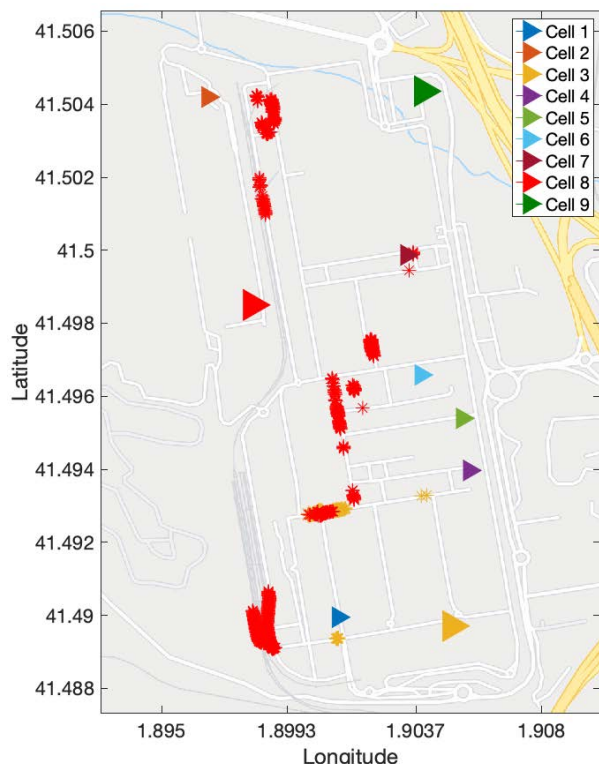 41.506
41.504
41.502
41.5
41.498
41.496
41.494
41.492
41.49
41.488
Latitude
Cell 1
Cell 2
Cell 3
Cell 4
Cell 5
Cell 6
Cell 7
Cell 8
Cell 9
1.895 1.8993 1.9037 1.908
Longitude